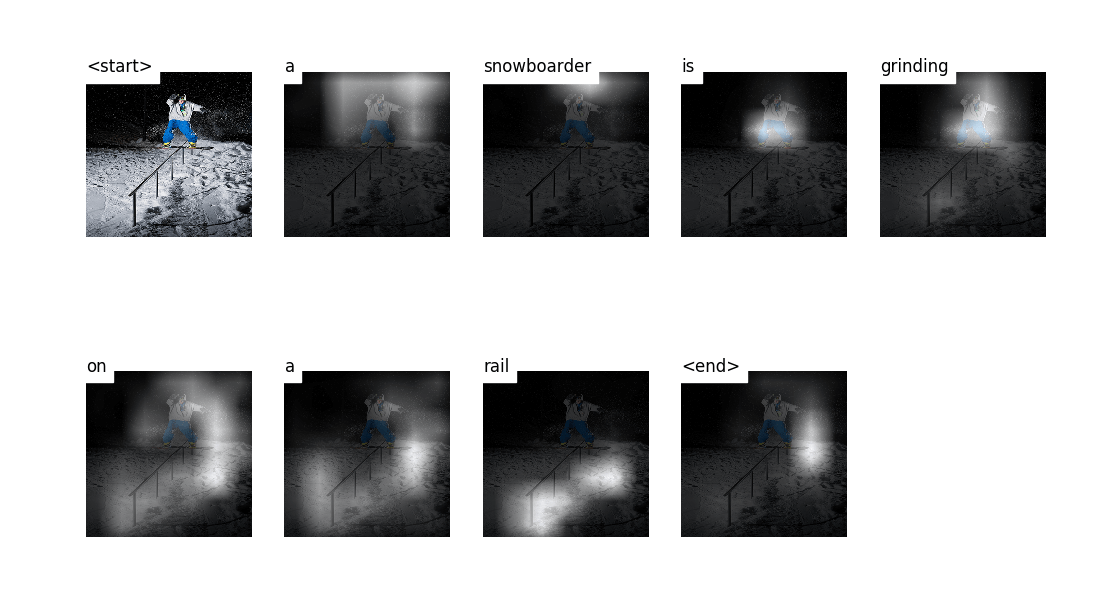 <start>
a
snowboarder
is
grinding
on
a
rail
<end>